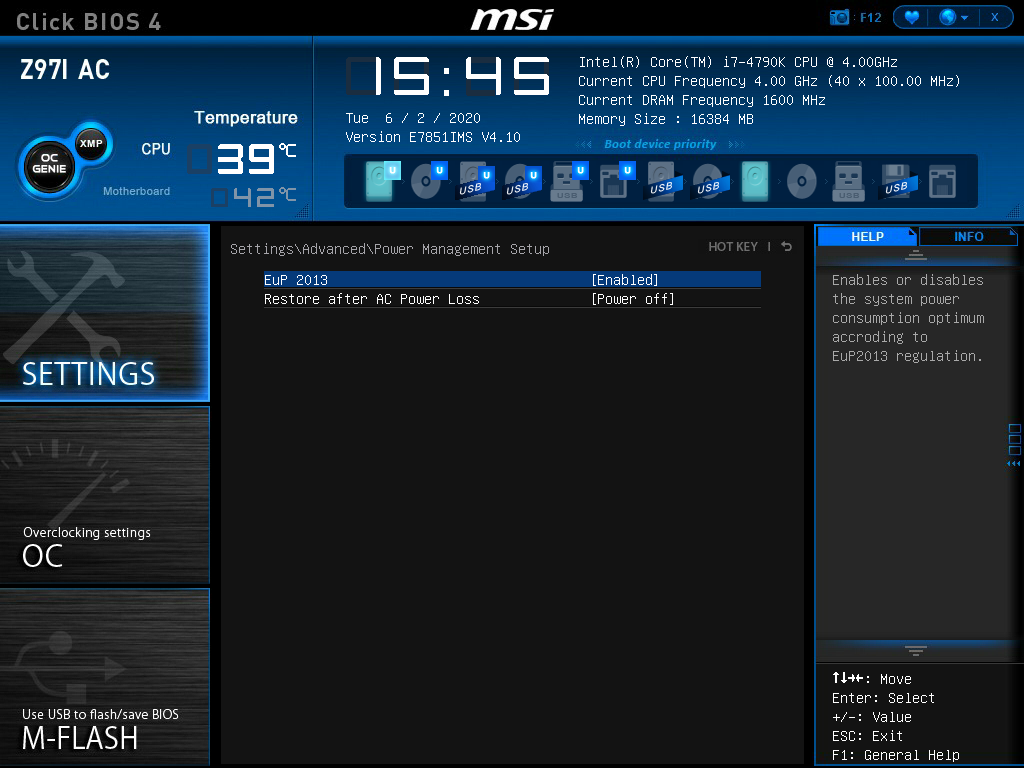 Click BIOS 4
msi
: F12
X
Z97I AC
OC GENIE
XMP
Temperature
CPU
39°C
Motherboard
42°C
15:45
Tue 6 / 2 / 2020
Version E7851IMS V4.10
Intel(R) Core(TM) i7-4790K CPU @ 4.00GHz
Current CPU Frequency 4.00 GHz (40 x 100.00 MHz)
Current DRAM Frequency 1600 MHz
Memory Size : 16384 MB
Boot device priority
U U U U U U
USB USB USB USB USB USB USB
SETTINGS
Overclocking settings
OC
Use USB to flash/save BIOS
M-FLASH
Settings\Advanced\Power Management Setup
HOT KEY |
EuP 2013 [Enabled]
Restore after AC Power Loss [Power off]
HELP INFO
Enables or disables
the system power
consumption optimum
accroding to
EuP2013 regulation.
↑↓→←: Move
Enter: Select
+/-: Value
ESC: Exit
F1: General Help